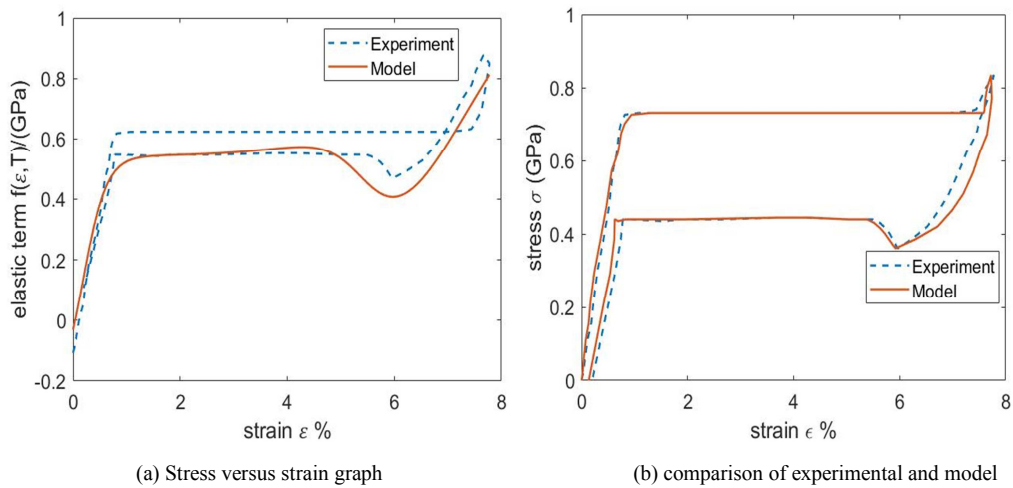 1
0.8
0.6
0.4
0.2
0
-0.2
elastic term f(ε,T)/(GPa)
Experiment
Model
0 2 4 6 8
strain ε %
(a) Stress versus strain graph
1
0.8
0.6
0.4
0.2
0
stress σ (GPa)
Experiment
Model
0 2 4 6 8
strain ϵ %
(b) comparison of experimental and model